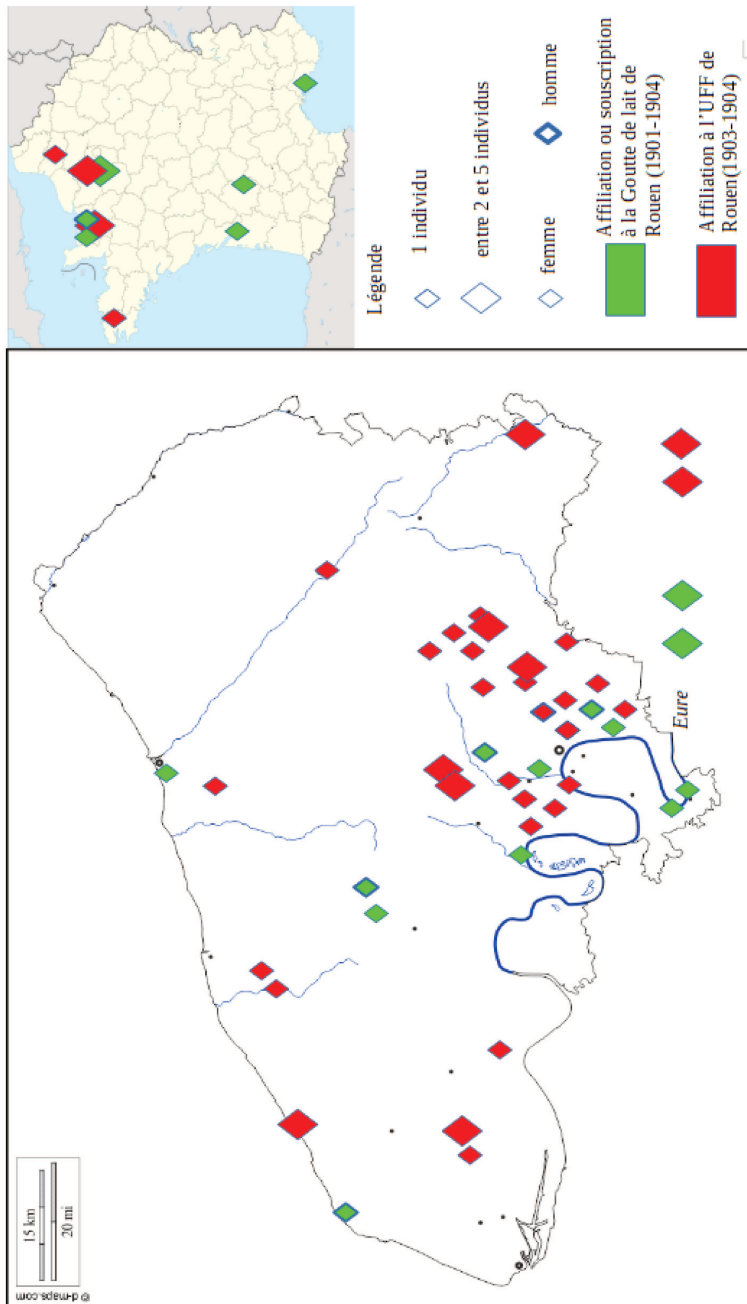 Légende
1 individu
entre 2 et 5 individus
femme
homme
Affiliation ou souscription
à la Goutte de lait de
Rouen (1901-1904)
Affiliation à l'UFF de
Rouen(1903-1904)
Eure
15 km
20 mi
© d-maps.com